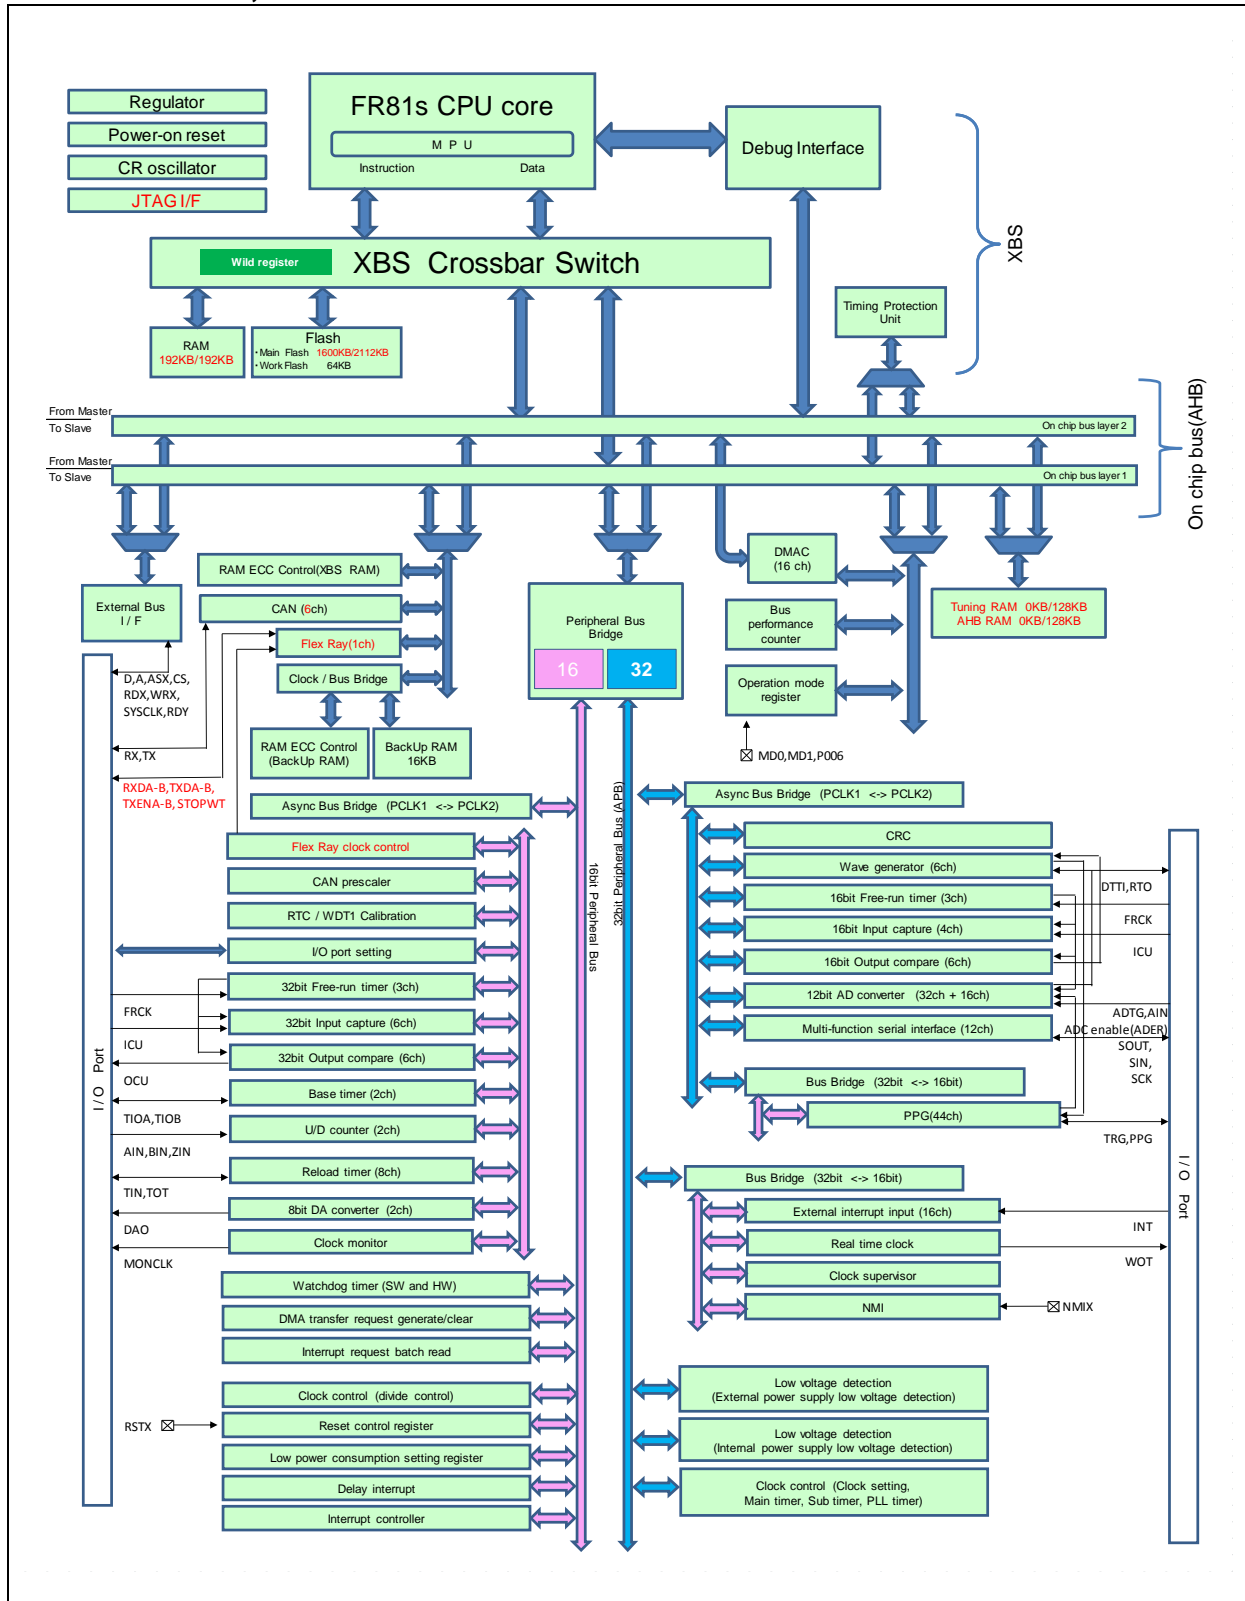 Regulator
Power-on reset
CR oscillator
JTAG I/F
FR81s CPU core
M P U
Instruction
Data
Debug Interface
XBS
Wild register
XBS Crossbar Switch
RAM
192KB/192KB
Flash
・Main Flash 1600KB/2112KB
・Work Flash 64KB
Timing Protection
Unit
From Master
To Slave
On chip bus layer 2
From Master
To Slave
On chip bus layer 1
On chip bus(AHB)
External Bus
I / F
RAM ECC Control(XBS RAM)
CAN (6ch)
Flex Ray(1ch)
Clock / Bus Bridge
RAM ECC Control
(BackUp RAM)
BackUp RAM
16KB
Peripheral Bus
Bridge
16
32
DMAC
(16 ch)
Bus
performance
counter
Operation mode
register
Tuning RAM 0KB/128KB
AHB RAM 0KB/128KB
MD0,MD1,P006
D,A,ASX,CS,
RDX,WRX,
SYSCLK,RDY
RX,TX
RXDA-B,TXDA-B,
TXENA-B, STOPWT
Async Bus Bridge (PCLK1 <-> PCLK2)
Flex Ray clock control
CAN prescaler
RTC / WDT1 Calibration
I/O port setting
32bit Free-run timer (3ch)
32bit Input capture (6ch)
32bit Output compare (6ch)
Base timer (2ch)
U/D counter (2ch)
Reload timer (8ch)
8bit DA converter (2ch)
Clock monitor
FRCK
ICU
OCU
TIOA,TIOB
AIN,BIN,ZIN
TIN,TOT
DAO
MONCLK
I / O Port
Watchdog timer (SW and HW)
DMA transfer request generate/clear
Interrupt request batch read
Clock control (divide control)
RSTX
Reset control register
Low power consumption setting register
Delay interrupt
Interrupt controller
16bit Peripheral Bus
32bit Peripheral Bus (APB)
Async Bus Bridge (PCLK1 <-> PCLK2)
CRC
Wave generator (6ch)
16bit Free-run timer (3ch)
16bit Input capture (4ch)
16bit Output compare (6ch)
12bit AD converter (32ch + 16ch)
Multi-function serial interface (12ch)
Bus Bridge (32bit <-> 16bit)
PPG(44ch)
DTTI,RTO
FRCK
ICU
ADTG,AIN
ADC enable(ADER)
SOUT,
SIN,
SCK
TRG,PPG
I / O Port
Bus Bridge (32bit <-> 16bit)
External interrupt input (16ch)
Real time clock
Clock supervisor
NMI
INT
WOT
NMIX
Low voltage detection
(External power supply low voltage detection)
Low voltage detection
(Internal power supply low voltage detection)
Clock control (Clock setting,
Main timer, Sub timer, PLL timer)